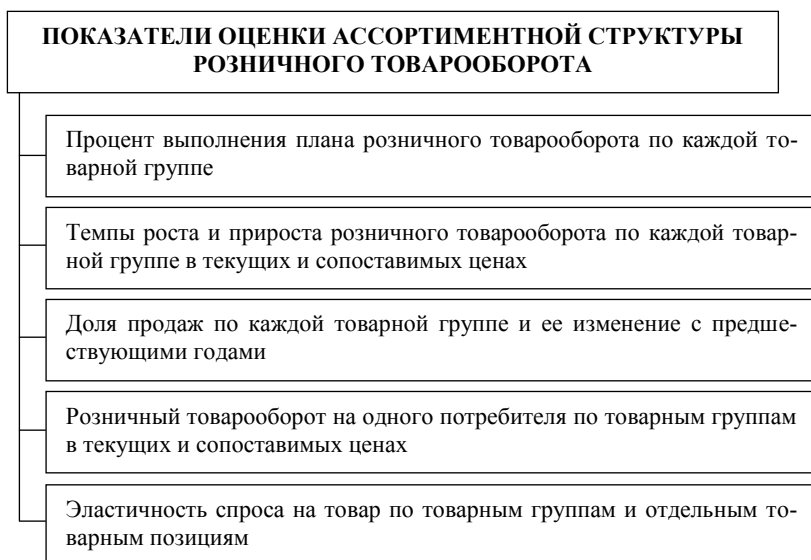 ПОКАЗАТЕЛИ ОЦЕНКИ АССОРТИМЕНТНОЙ СТРУКТУРЫ
РОЗНИЧНОГО ТОВАРООБОРОТА
Процент выполнения плана розничного товарооборота по каждой то-
варной группе
Темпы роста и прироста розничного товарооборота по каждой товар-
ной группе в текущих и сопоставимых ценах
Доля продаж по каждой товарной группе и ее изменение с предше-
ствующими годами
Розничный товарооборот на одного потребителя по товарным группам
в текущих и сопоставимых ценах
Эластичность спроса на товар по товарным группам и отдельным то-
варным позициям